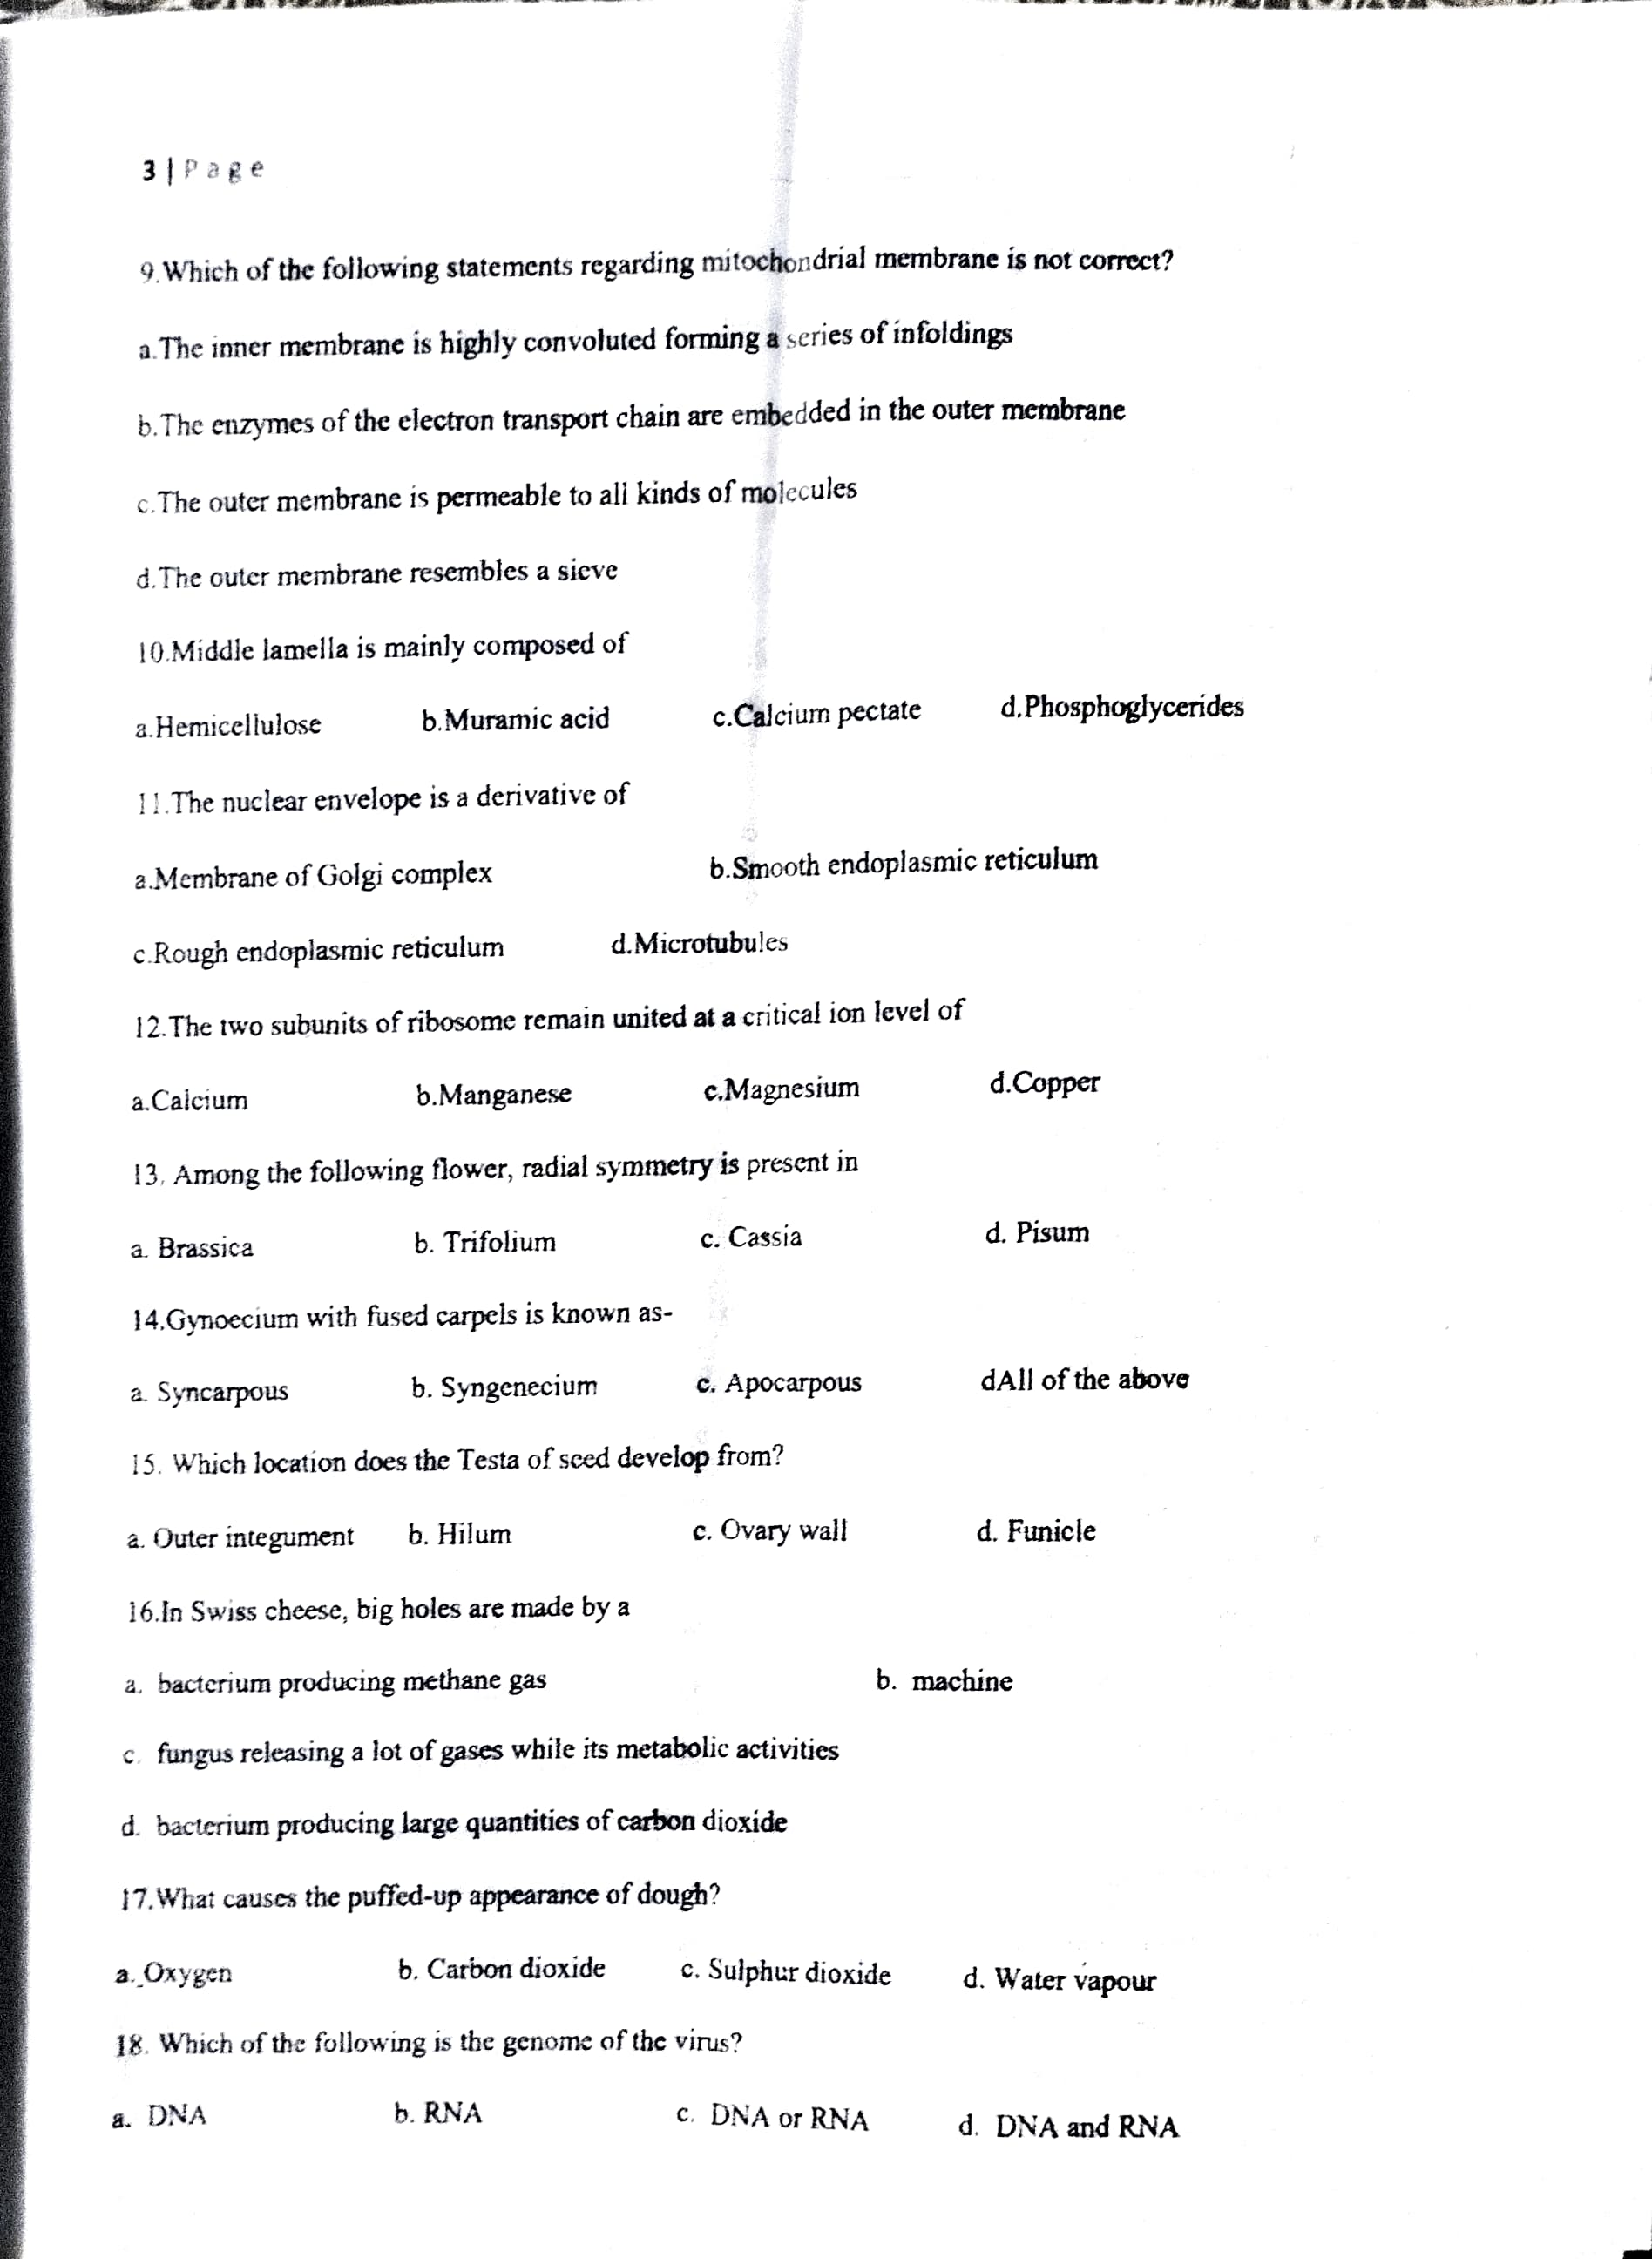 3 | Page
9.Which of the following statements regarding mitochondrial membrane is not correct?
a.The inner membrane is highly convoluted forming a series of infoldings
b.The enzymes of the electron transport chain are embedded in the outer membrane
c.The outer membrane is permeable to all kinds of molecules
d.The outer membrane resembles a sieve
10.Middle lamella is mainly composed of
a.Hemicellulose b.Muramic acid c.Calcium pectate d.Phosphoglycerides
11.The nuclear envelope is a derivative of
a.Membrane of Golgi complex b.Smooth endoplasmic reticulum
c.Rough endoplasmic reticulum d.Microtubules
12.The two subunits of ribosome remain united at a critical ion level of
a.Calcium b.Manganese c.Magnesium d.Copper
13. Among the following flower, radial symmetry is present in
a. Brassica b. Trifolium c. Cassia d. Pisum
14.Gynoecium with fused carpels is known as-
a. Syncarpous b. Syngenecium c. Apocarpous dAll of the above
15. Which location does the Testa of seed develop from?
a. Outer integument b. Hilum c. Ovary wall d. Funicle
16.In Swiss cheese, big holes are made by a
a. bacterium producing methane gas b. machine
c. fungus releasing a lot of gases while its metabolic activities
d. bacterium producing large quantities of carbon dioxide
17.What causes the puffed-up appearance of dough?
a. Oxygen b. Carbon dioxide c. Sulphur dioxide d. Water vapour
18. Which of the following is the genome of the virus?
a. DNA b. RNA c. DNA or RNA d. DNA and RNA